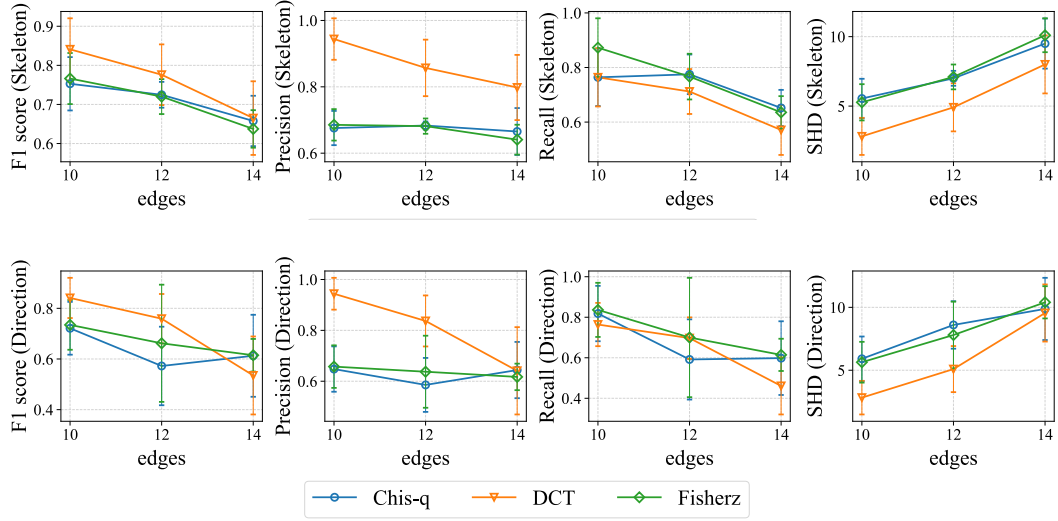 F1 score (Skeleton)
0.9
0.8
0.7
0.6
10
12
14
edges
Precision (Skeleton)
1.0
0.8
0.6
10
12
14
edges
Recall (Skeleton)
1.0
0.8
0.6
10
12
14
edges
SHD (Skeleton)
10
5
10
12
14
edges
F1 score (Direction)
0.8
0.6
0.4
10
12
14
edges
Precision (Direction)
1.0
0.8
0.6
10
12
14
edges
Recall (Direction)
1.0
0.8
0.6
0.4
10
12
14
edges
SHD (Direction)
10
5
10
12
14
edges
Chis-q
DCT
Fisherz